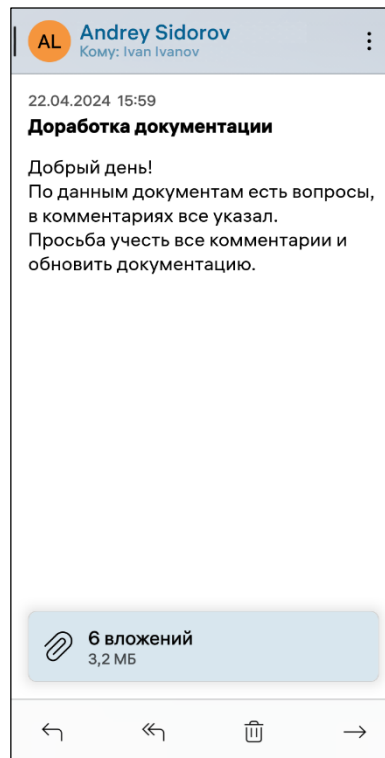 AL
Andrey Sidorov
Кому: Ivan Ivanov
22.04.2024 15:59
Доработка документации
Добрый день!
По данным документам есть вопросы,
в комментариях все указал.
Просьба учесть все комментарии и
обновить документацию.
6 вложений
3,2 МБ